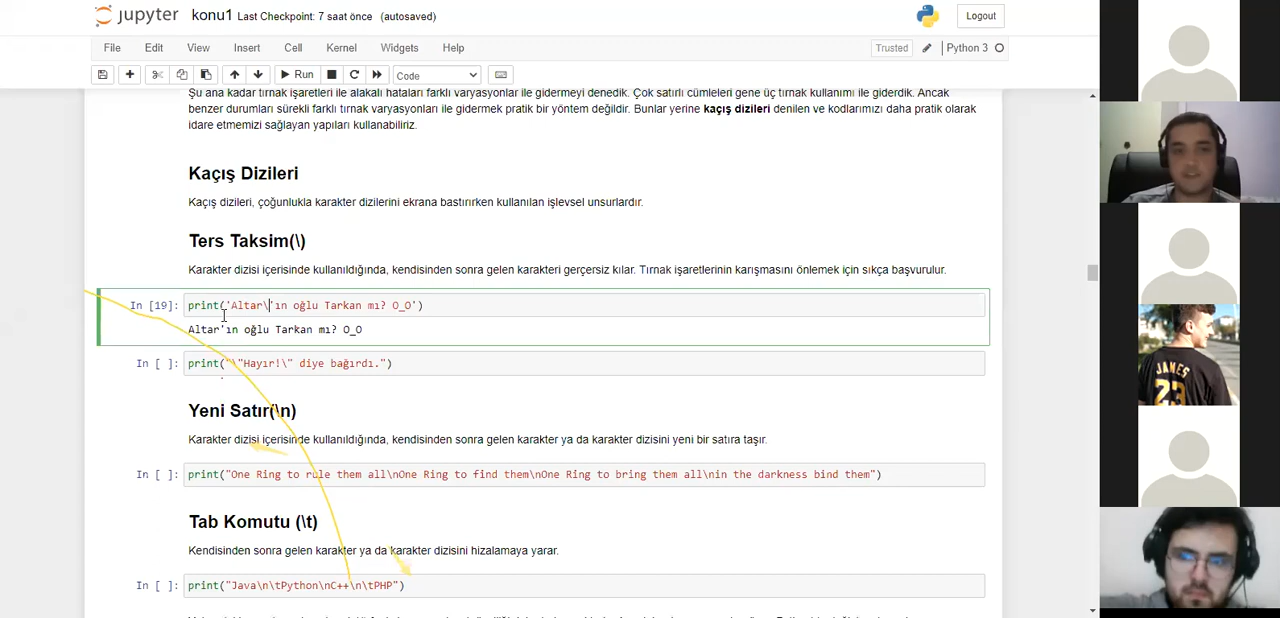 jupyter konu1 Last Checkpoint: 7 saat önce (autosaved)
Logout
File Edit View Insert Cell Kernel Widgets Help
Trusted Python 3
Run Code
Şu ana kadar tırnak işaretleri ile alakalı hataları farklı varyasyonlar ile gidermeyi denedik. Çok satırlı cümleleri gene üç tırnak kullanımı ile giderdik. Ancak
benzer durumları sürekli farklı tırnak varyasyonları ile gidermek pratik bir yöntem değildir. Bunlar yerine kaçış dizileri denilen ve kodlarımızı daha pratik olarak
idare etmemizi sağlayan yapıları kullanabiliriz.
Kaçış Dizileri
Kaçış dizileri, çoğunlukla karakter dizilerini ekrana bastırırken kullanılan işlevsel unsurlardır.
Ters Taksim(\)
Karakter dizisi içerisinde kullanıldığında, kendisinden sonra gelen karakteri gerçersiz kılar. Tırnak işaretlerinin karışmasını önlemek için sıkça başvurulur.
In [19]: print('Altar\'ın oğlu Tarkan mı? O_O')
Altar'ın oğlu Tarkan mı? O_O
In [ ]: print("\"Hayır!\" diye bağırdı.")
Yeni Satır(\n)
Karakter dizisi içerisinde kullanıldığında, kendisinden sonra gelen karakter ya da karakter dizisini yeni bir satıra taşır.
In [ ]: print("One Ring to rule them all\nOne Ring to find them\nOne Ring to bring them all\nin the darkness bind them")
Tab Komutu (\t)
Kendisinden sonra gelen karakter ya da karakter dizisini hizalamaya yarar.
In [ ]: print("Java\n\tPython\nC++\n\tPHP")
JAMES
23